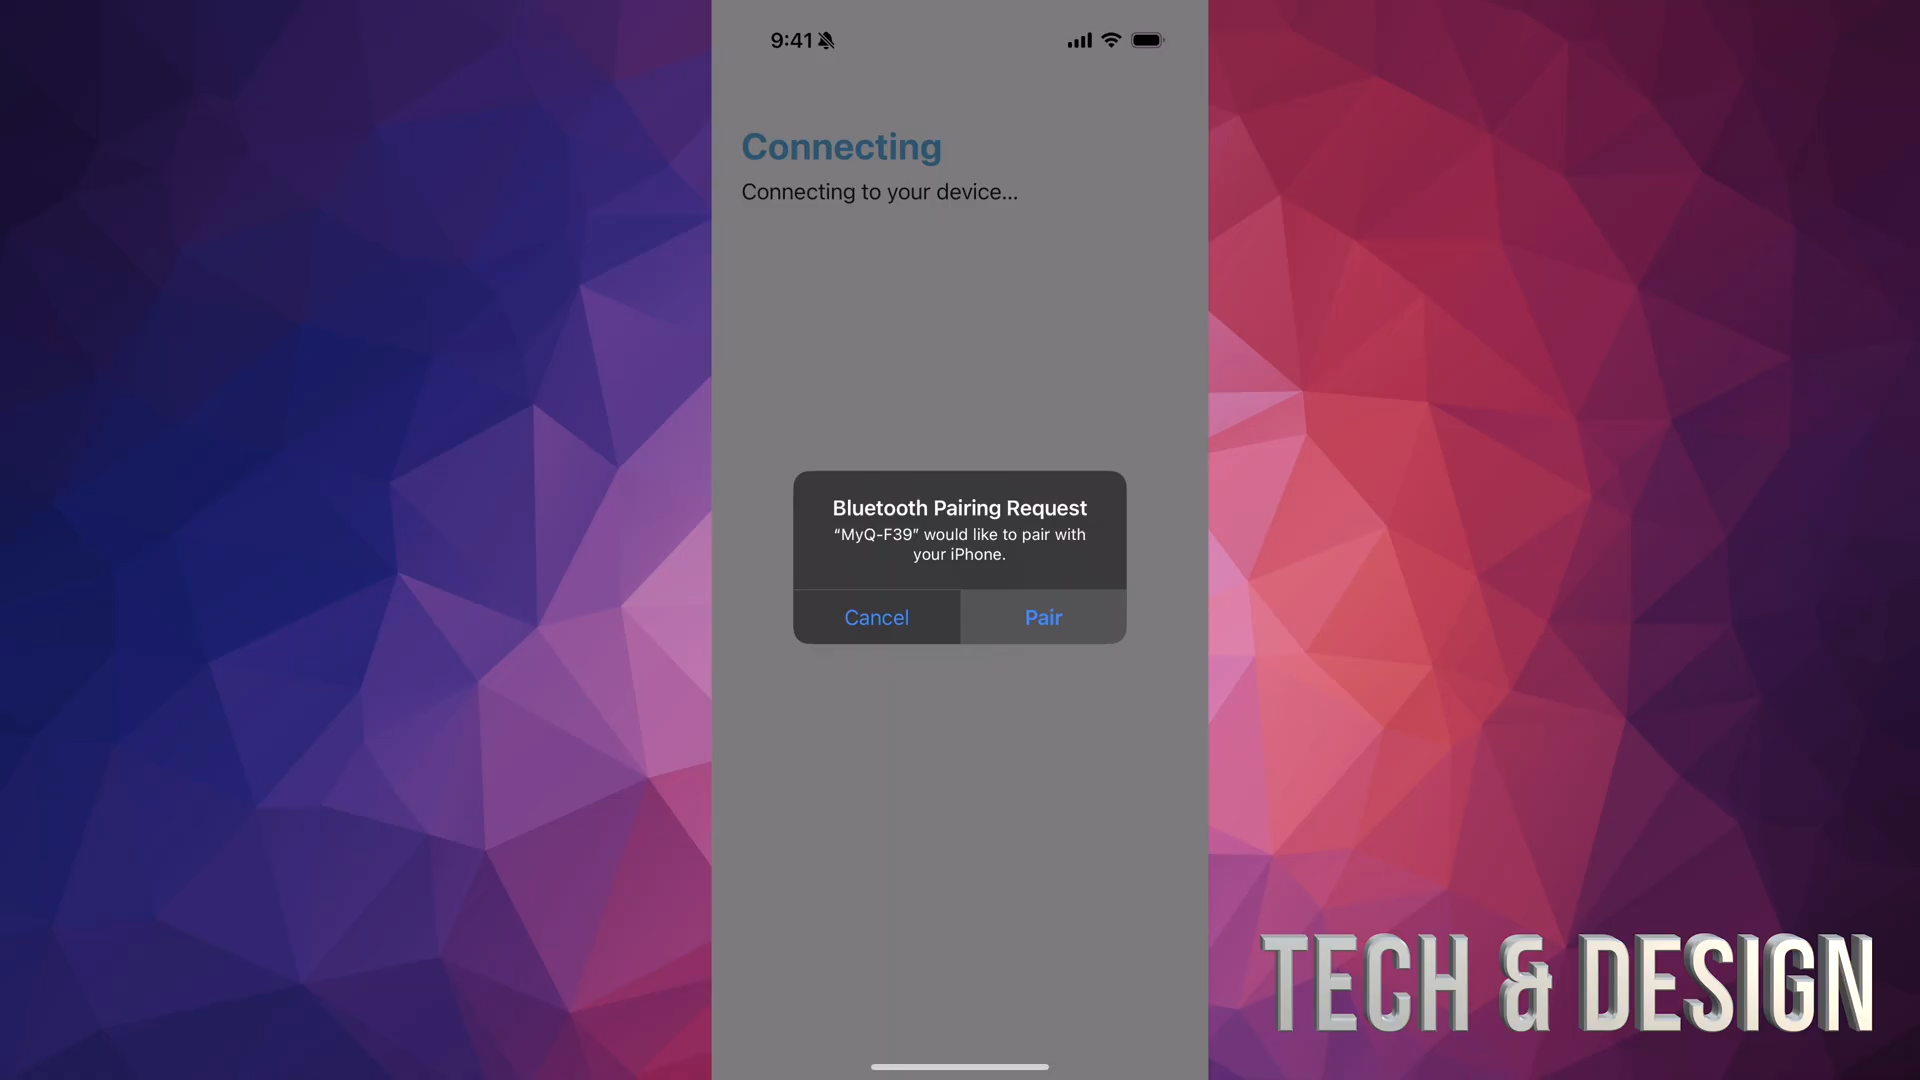 9:41
Connecting
Connecting to your device...
Bluetooth Pairing Request
“MyQ-F39” would like to pair with
your iPhone.
Cancel
Pair
TECH & DESIGN